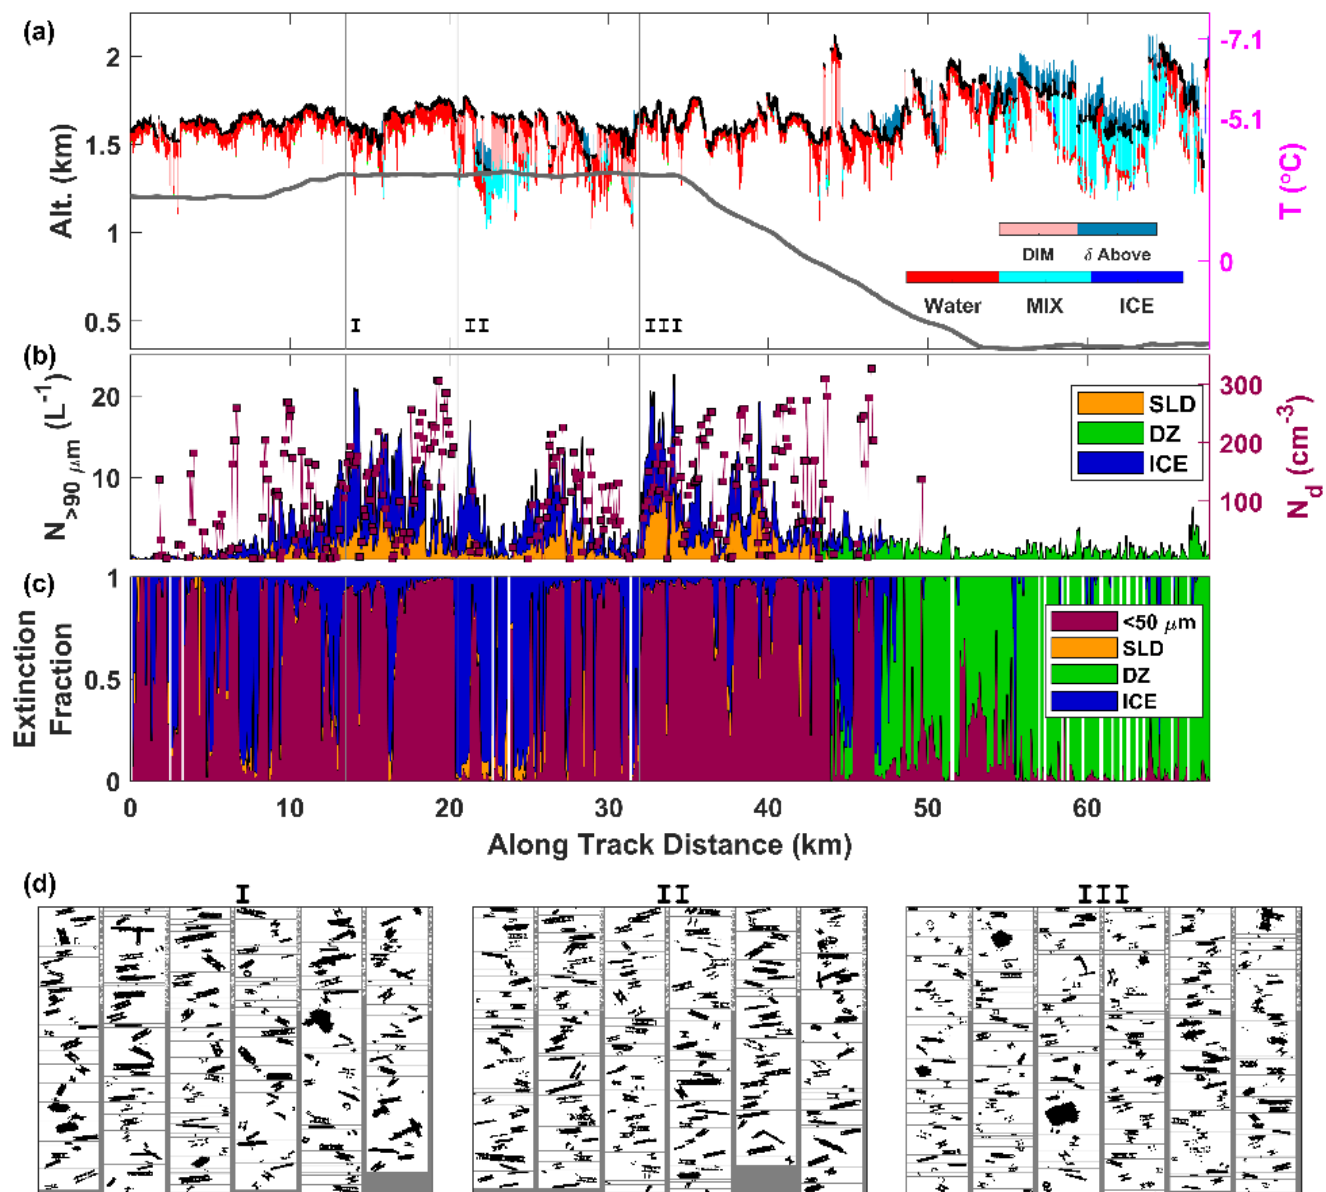 (a)
2
1.5
1
0.5
Alt. (km)
-7.1
-5.1
0
T (°C)
DIM δ Above
Water MIX ICE
I II III
(b)
20
10
N>90 μm (L-1)
300
200
100
Nd (cm-3)
SLD
DZ
ICE
(c)
1
0.5
0
Extinction
Fraction
<50 μm
SLD
DZ
ICE
0 10 20 30 40 50 60
Along Track Distance (km)
(d)
I II III